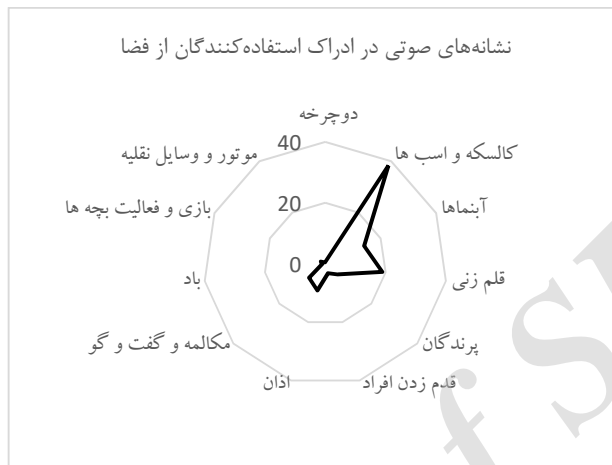 نشانه‌های صوتی در ادراک استفاده‌کنندگان از فضا
دوچرخه
کالسکه و اسب ها
آبنماها
قلم زنی
پرندگان
قدم زدن افراد
اذان
مکالمه و گفت و گو
باد
بازی و فعالیت بچه ها
موتور و وسایل نقلیه
40
20
0